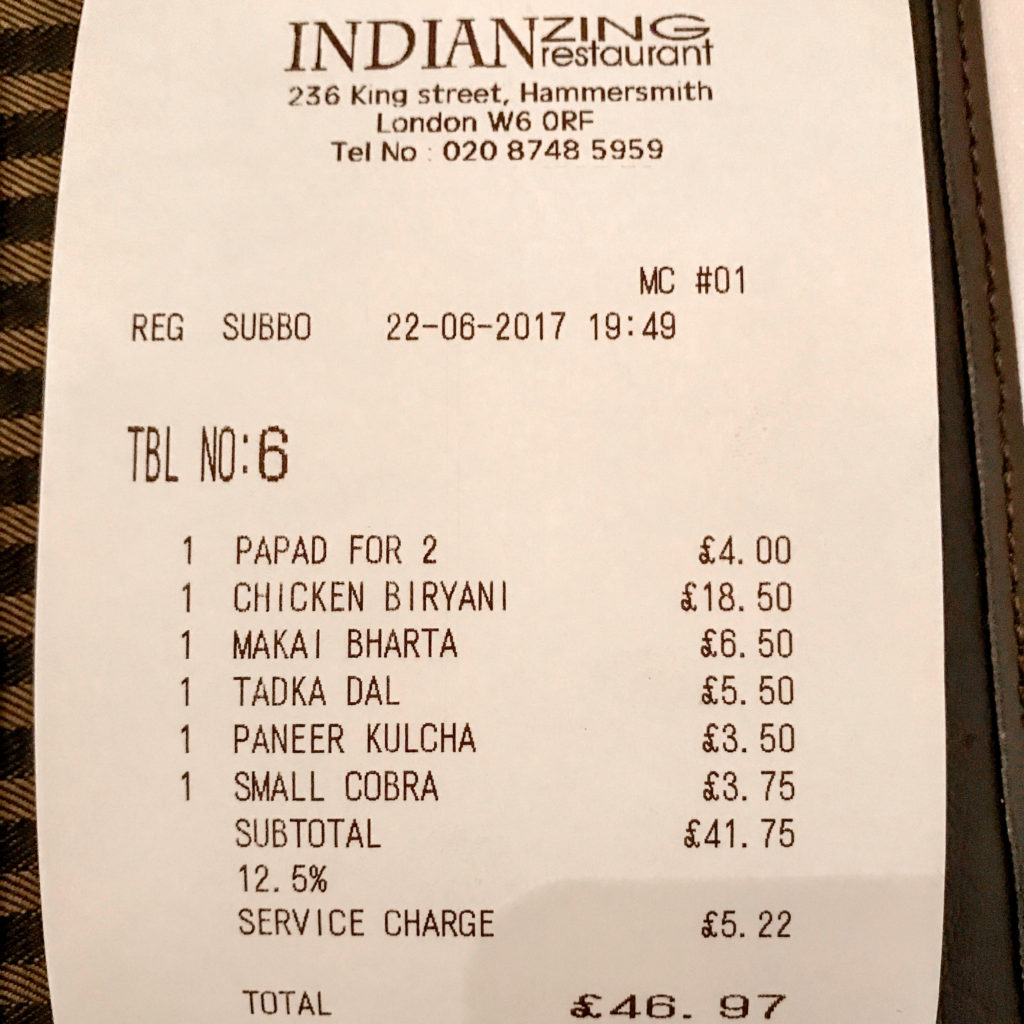 INDIAN ZING restaurant
236 King street, Hammersmith
London W6 0RF
Tel No : 020 8748 5959
MC #01
REG SUBBO 22-06-2017 19:49
TBL NO:6
1 PAPAD FOR 2 £4.00
1 CHICKEN BIRYANI £18.50
1 MAKAI BHARTA £6.50
1 TADKA DAL £5.50
1 PANEER KULCHA £3.50
1 SMALL COBRA £3.75
SUBTOTAL £41.75
12.5%
SERVICE CHARGE £5.22
TOTAL £46.97